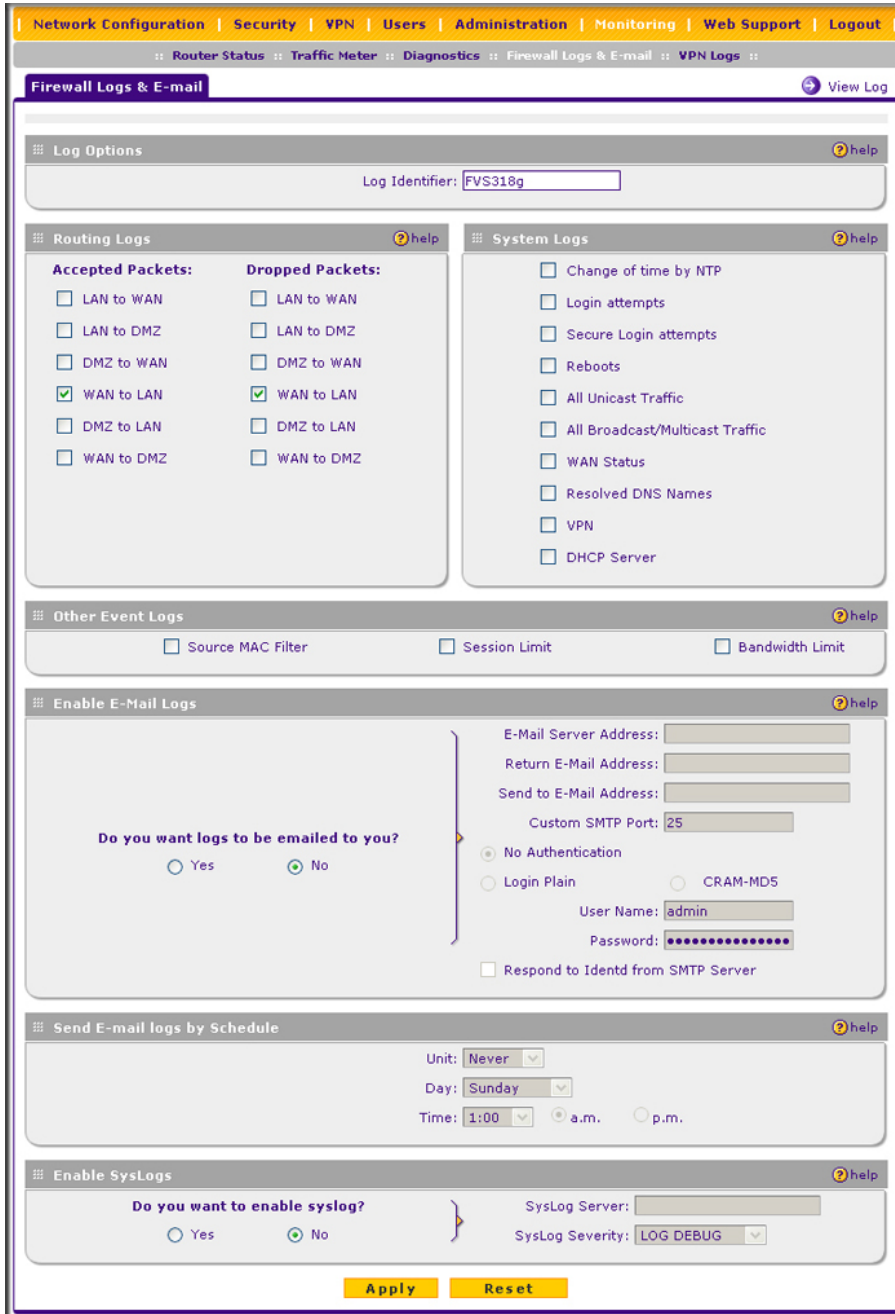 Network Configuration | Security | VPN | Users | Administration | Monitoring | Web Support | Logout
:: Router Status :: Traffic Meter :: Diagnostics :: Firewall Logs & E-mail :: VPN Logs ::
Firewall Logs & E-mail
View Log
Log Options
help
Log Identifier: FVS318g
Routing Logs
help
Accepted Packets: Dropped Packets:
LAN to WAN LAN to WAN
LAN to DMZ LAN to DMZ
DMZ to WAN DMZ to WAN
WAN to LAN WAN to LAN
DMZ to LAN DMZ to LAN
WAN to DMZ WAN to DMZ
System Logs
help
Change of time by NTP
Login attempts
Secure Login attempts
Reboots
All Unicast Traffic
All Broadcast/Multicast Traffic
WAN Status
Resolved DNS Names
VPN
DHCP Server
Other Event Logs
help
Source MAC Filter Session Limit Bandwidth Limit
Enable E-Mail Logs
help
Do you want logs to be emailed to you?
Yes No
E-Mail Server Address:
Return E-Mail Address:
Send to E-Mail Address:
Custom SMTP Port: 25
No Authentication
Login Plain CRAM-MD5
User Name: admin
Password: ●●●●●●●●●●●●●●●
Respond to Identd from SMTP Server
Send E-mail logs by Schedule
help
Unit: Never
Day: Sunday
Time: 1:00 a.m. p.m.
Enable SysLogs
help
Do you want to enable syslog?
Yes No
SysLog Server:
SysLog Severity: LOG DEBUG
Apply Reset